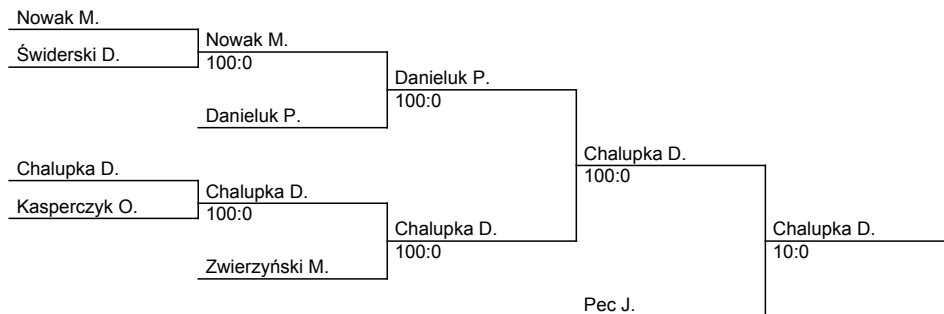 Nowak M.
Świderski D.
Nowak M.
100:0
Danieluk P.
Danieluk P.
100:0
Chalupka D.
Kasperczyk O.
Chalupka D.
100:0
Zwierzyński M.
Chalupka D.
100:0
Chalupka D.
100:0
Pec J.
Chalupka D.
10:0